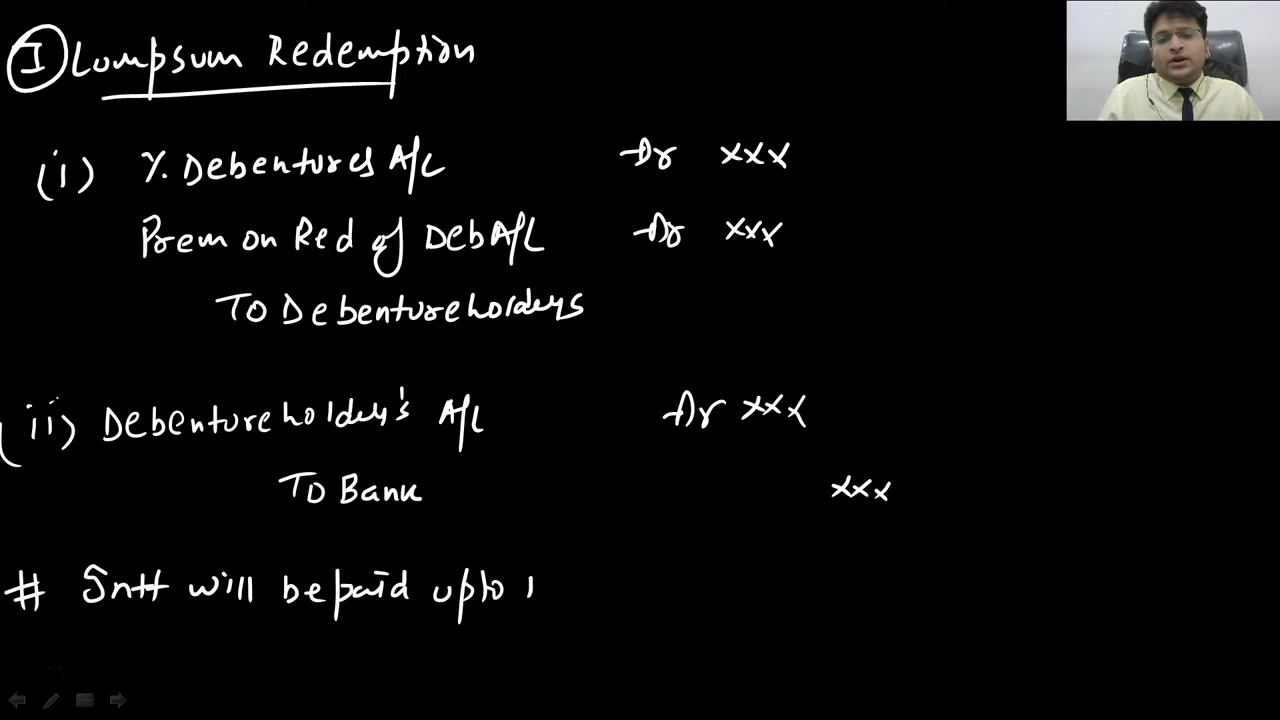 I Lumpsum Redemption
(i) % Debentures A/c Dr xxx
Prem on Red of Deb A/c Dr xxx
To Debentureholders
(ii) Debentureholder's A/c Dr xxx
To Bank xxx
# Intt will be paid upto